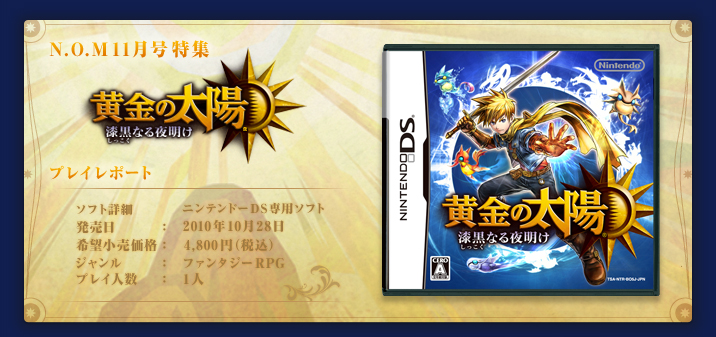 N.O.M 11月号 特集
黄金の太陽
漆黒なる夜明け
しっこく
プレイレポート
ソフト詳細 ニンテンドーDS専用ソフト
発売日 : 2010年10月28日
希望小売価格 : 4,800円(税込)
ジャンル : ファンタジーRPG
プレイ人数 : 1人
NINTENDO DS
Nintendo
黄金の太陽
漆黒なる夜明け
しっこく
CERO
A
TSA-NTR-BO5J-JPN